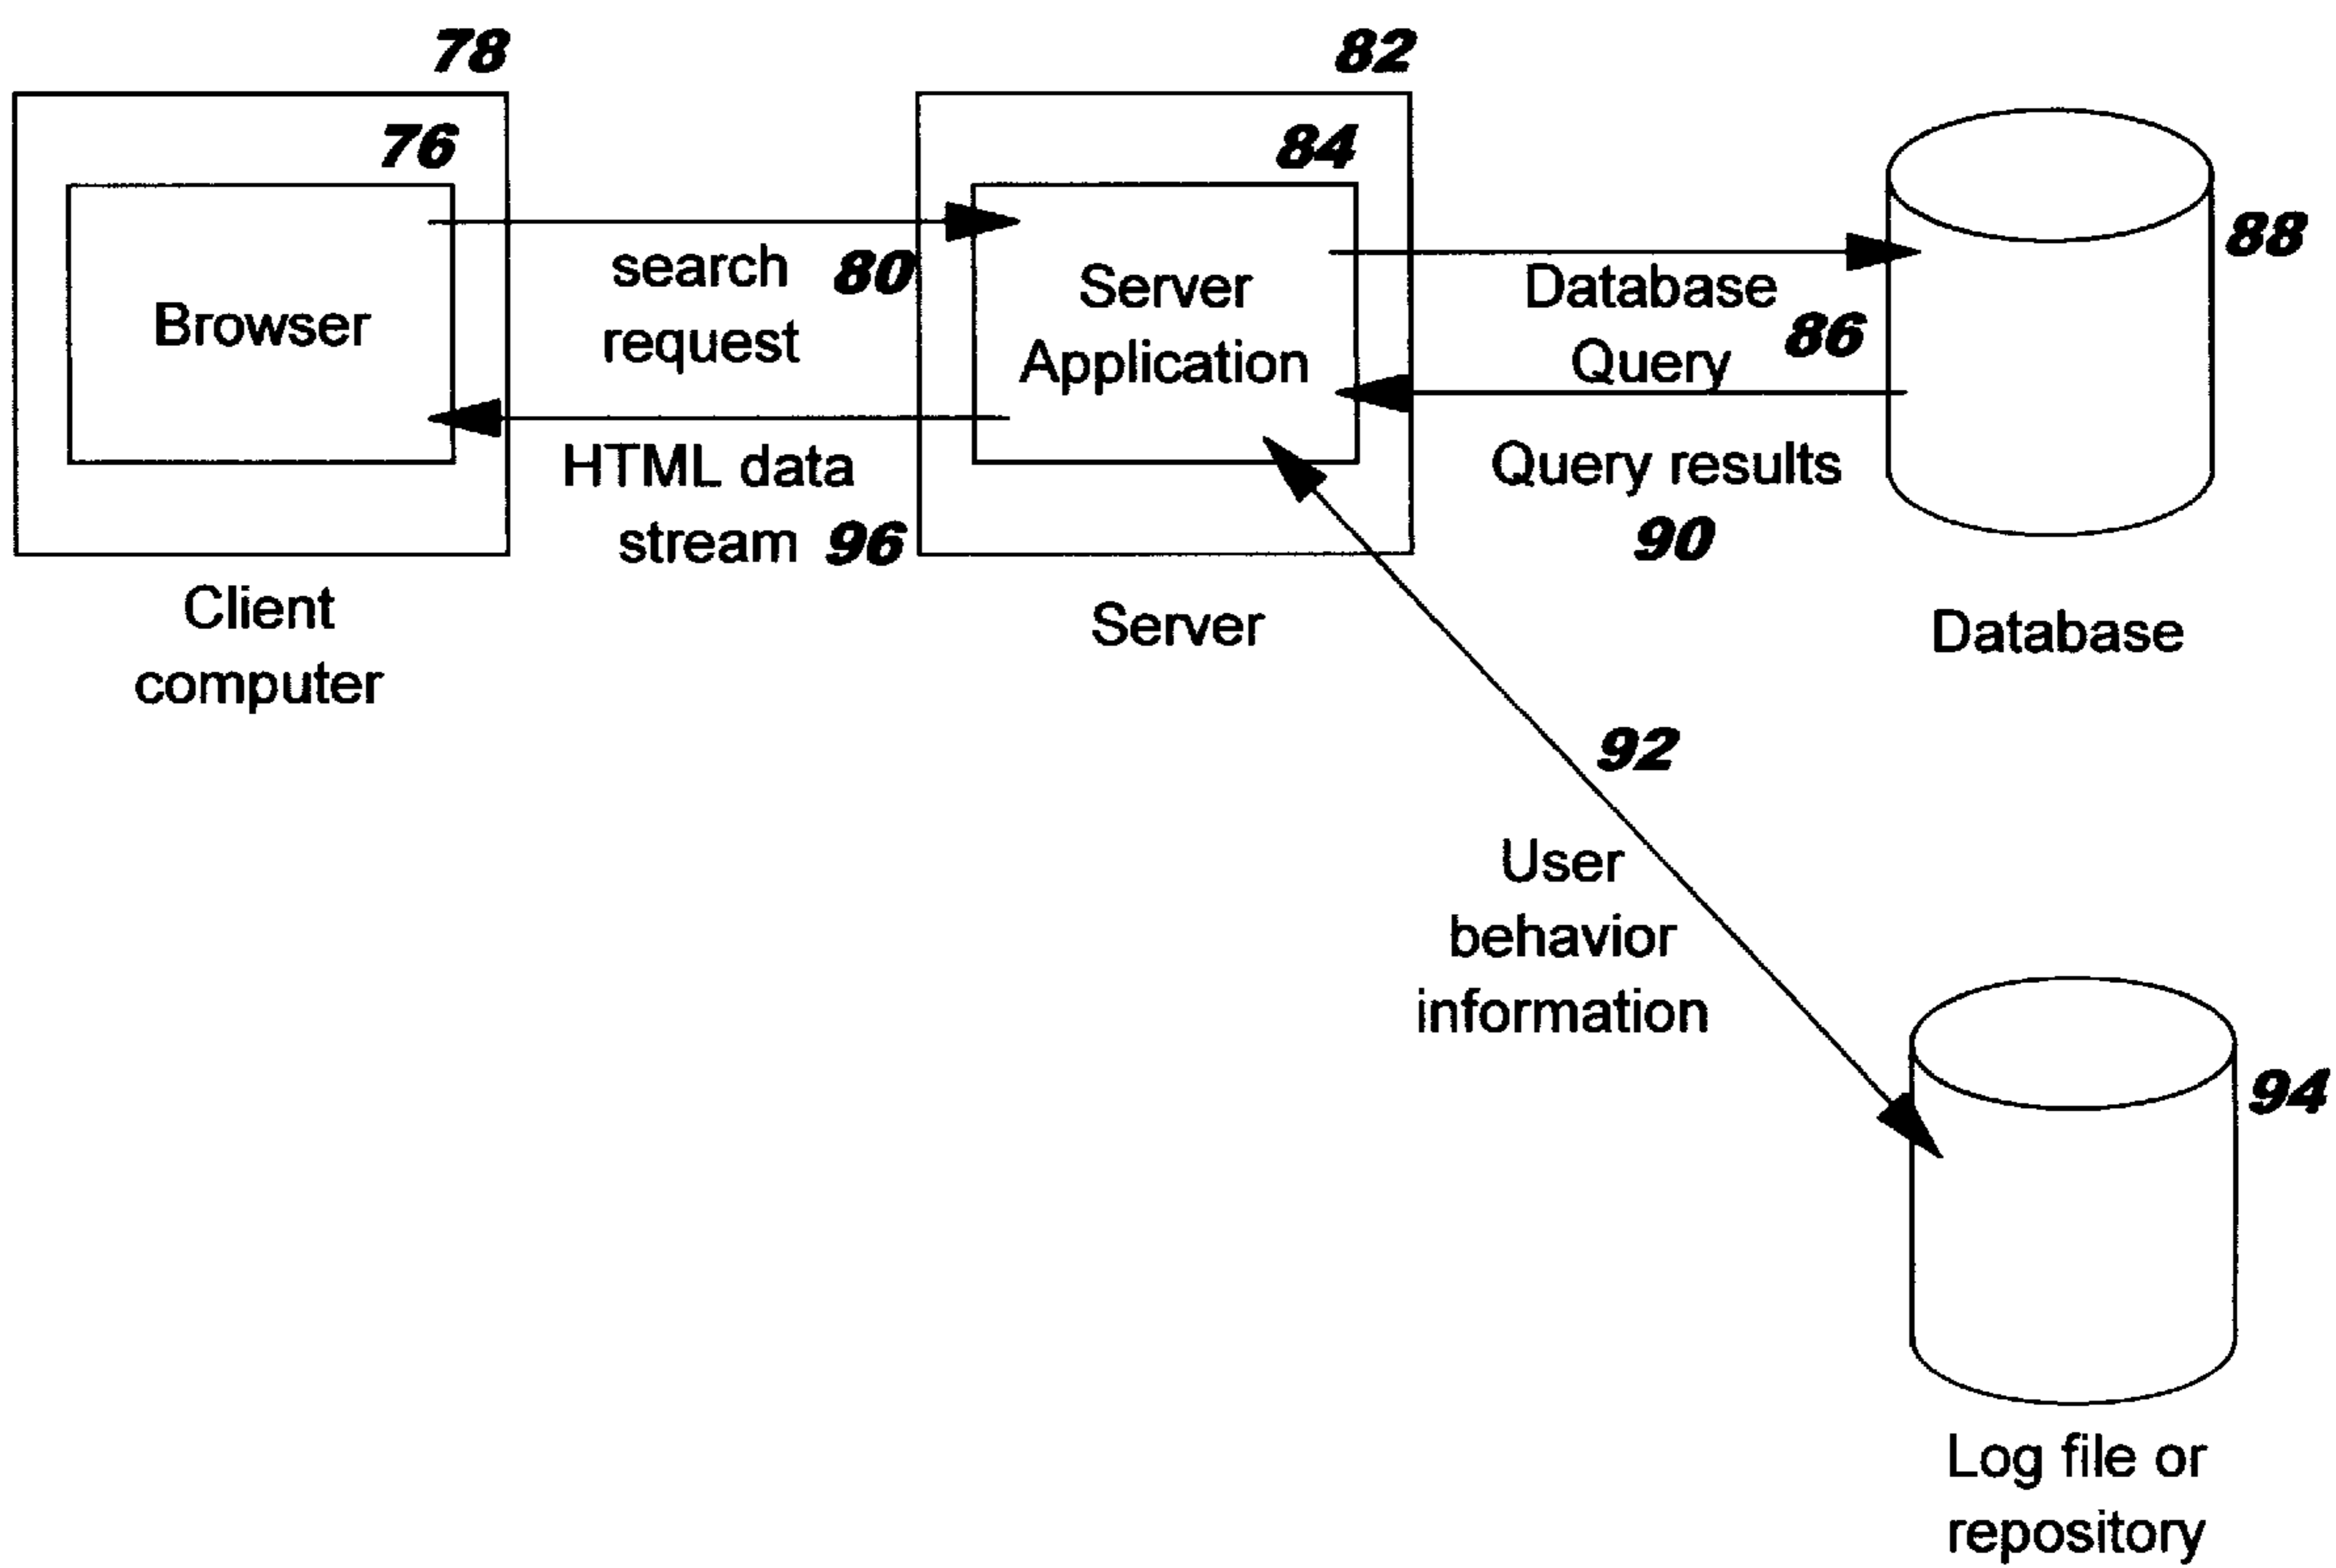 78
82
76
84
Browser
search 80
request
Server
Application
Database
Query 86
88
HTML data
stream 96
Query results
90
Client
computer
Server
Database
92
User
behavior
information
94
Log file or
repository